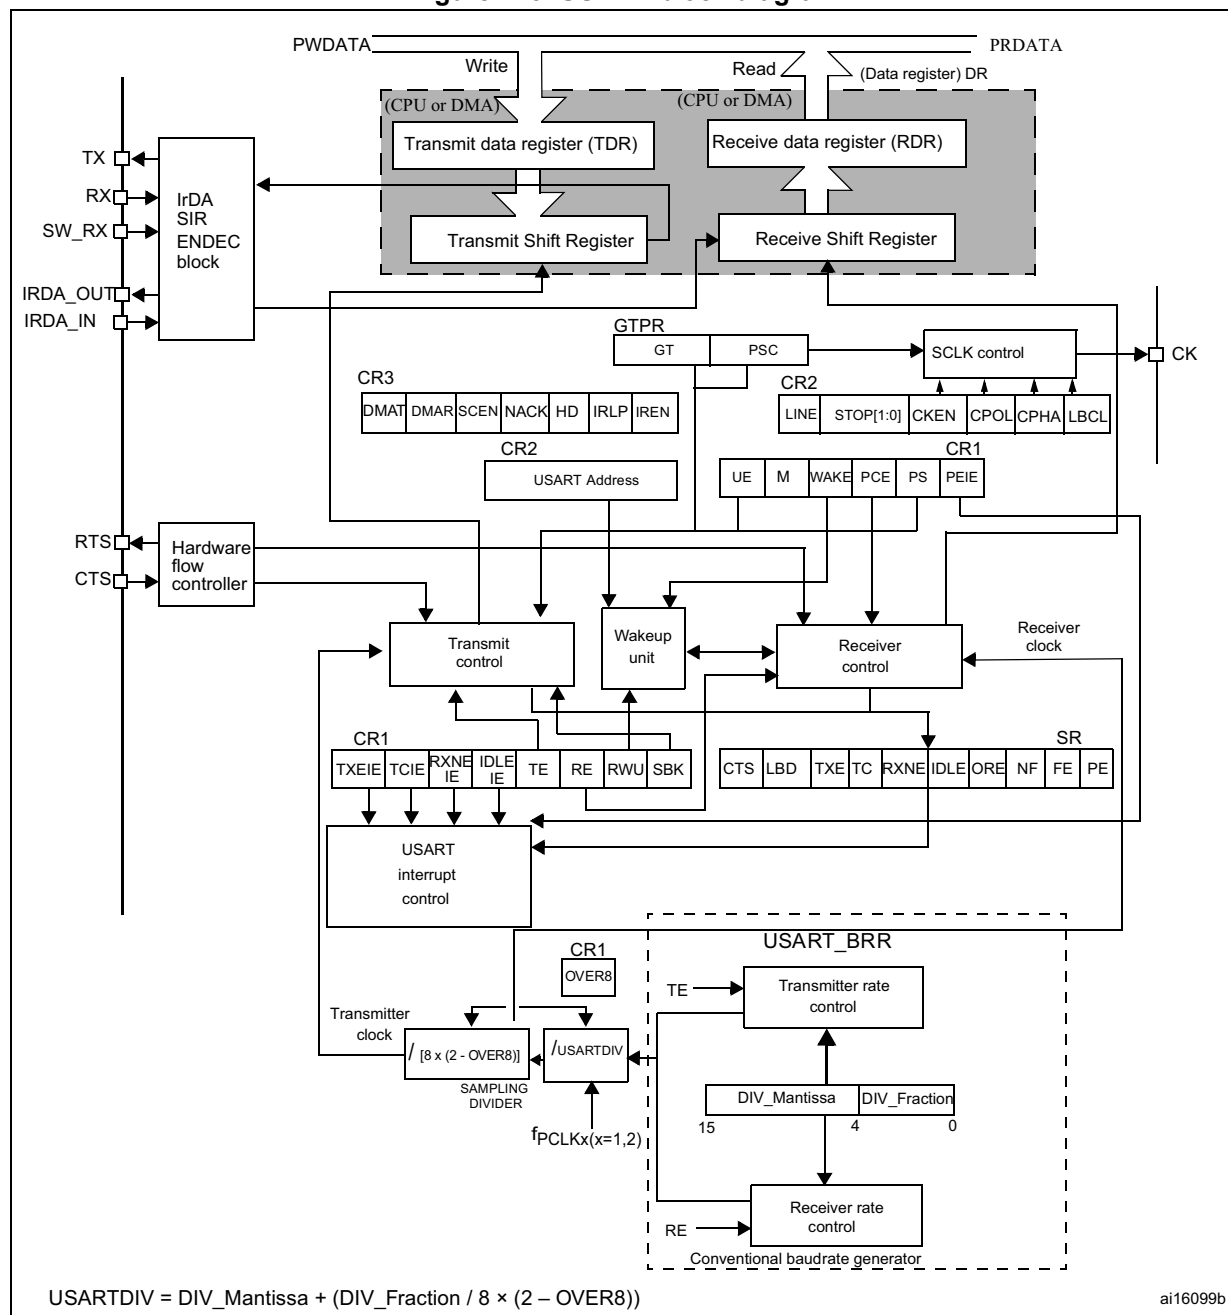 PWDATA
PRDATA
Write
Read
(Data register) DR
(CPU or DMA)
(CPU or DMA)
Transmit data register (TDR)
Receive data register (RDR)
TX
RX
SW_RX
IRDA_OUT
IRDA_IN
IrDA
SIR
ENDEC
block
Transmit Shift Register
Receive Shift Register
GTPR
GT
PSC
SCLK control
CK
CR3
DMAT
DMAR
SCEN
NACK
HD
IRLP
IREN
CR2
LINE
STOP[1:0]
CKEN
CPOL
CPHA
LBCL
CR2
USART Address
CR1
UE
M
WAKE
PCE
PS
PEIE
RTS
CTS
Hardware
flow
controller
Transmit
control
Wakeup
unit
Receiver
control
Receiver
clock
CR1
TXEIE
TCIE
RXNE
IE
IDLE
IE
TE
RE
RWU
SBK
SR
CTS
LBD
TXE
TC
RXNE
IDLE
ORE
NF
FE
PE
USART
interrupt
control
USART_BRR
CR1
OVER8
TE
Transmitter rate
control
Transmitter
clock
/ [8 x (2 - OVER8)]
/USARTDIV
SAMPLING
DIVIDER
fPCLKx(x=1,2)
DIV_Mantissa
DIV_Fraction
15
4
0
RE
Receiver rate
control
Conventional baudrate generator
USARTDIV = DIV_Mantissa + (DIV_Fraction / 8 × (2 – OVER8))
ai16099b